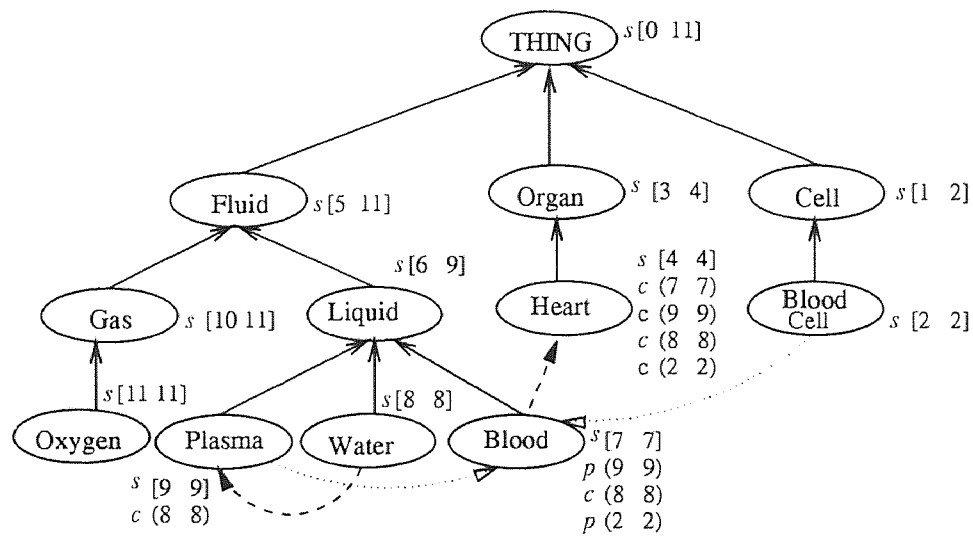 THING
s[0 11]
Fluid
s[5 11]
Organ
s [3 4]
Cell
s[1 2]
Gas
s [10 11]
s[6 9]
Liquid
Heart
s [4 4]
c (7 7)
c (9 9)
c (8 8)
c (2 2)
Blood
Cell
s [2 2]
s[11 11]
Oxygen
Plasma
s [9 9]
c (8 8)
s[8 8]
Water
Blood
s [7 7]
p (9 9)
c (8 8)
p (2 2)